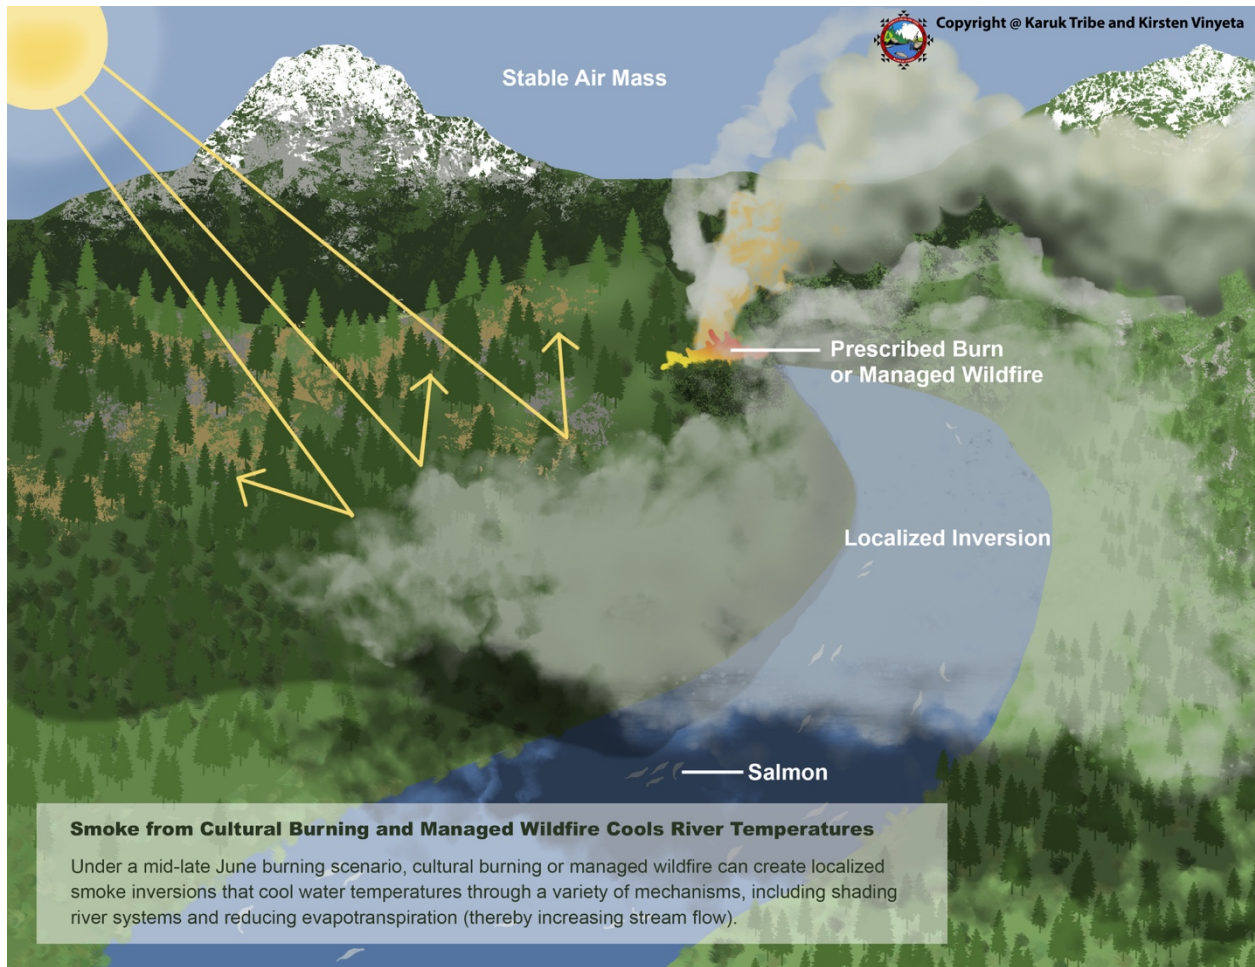 Copyright @ Karuk Tribe and Kirsten Vinyeta
Stable Air Mass
Prescribed Burn
or Managed Wildfire
Localized Inversion
Salmon
Smoke from Cultural Burning and Managed Wildfire Cools River Temperatures
Under a mid-late June burning scenario, cultural burning or managed wildfire can create localized
smoke inversions that cool water temperatures through a variety of mechanisms, including shading
river systems and reducing evapotranspiration (thereby increasing stream flow).